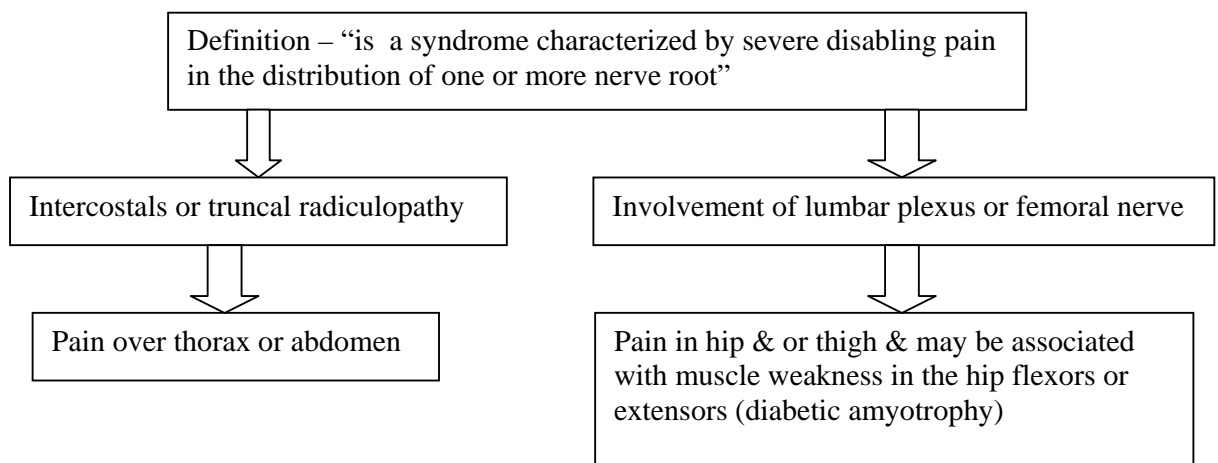 Definition – “is  a syndrome characterized by severe disabling pain
in the distribution of one or more nerve root”
Intercostals or truncal radiculopathy
Involvement of lumbar plexus or femoral nerve
Pain over thorax or abdomen
Pain in hip & or thigh & may be associated
with muscle weakness in the hip flexors or
extensors (diabetic amyotrophy)